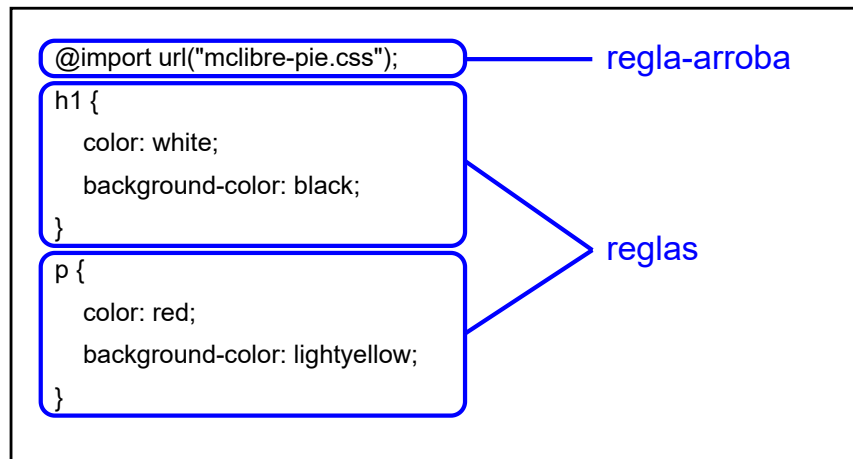 @import url("mclibre-pie.css");
regla-arroba
h1 {
color: white;
background-color: black;
}
reglas
p {
color: red;
background-color: lightyellow;
}